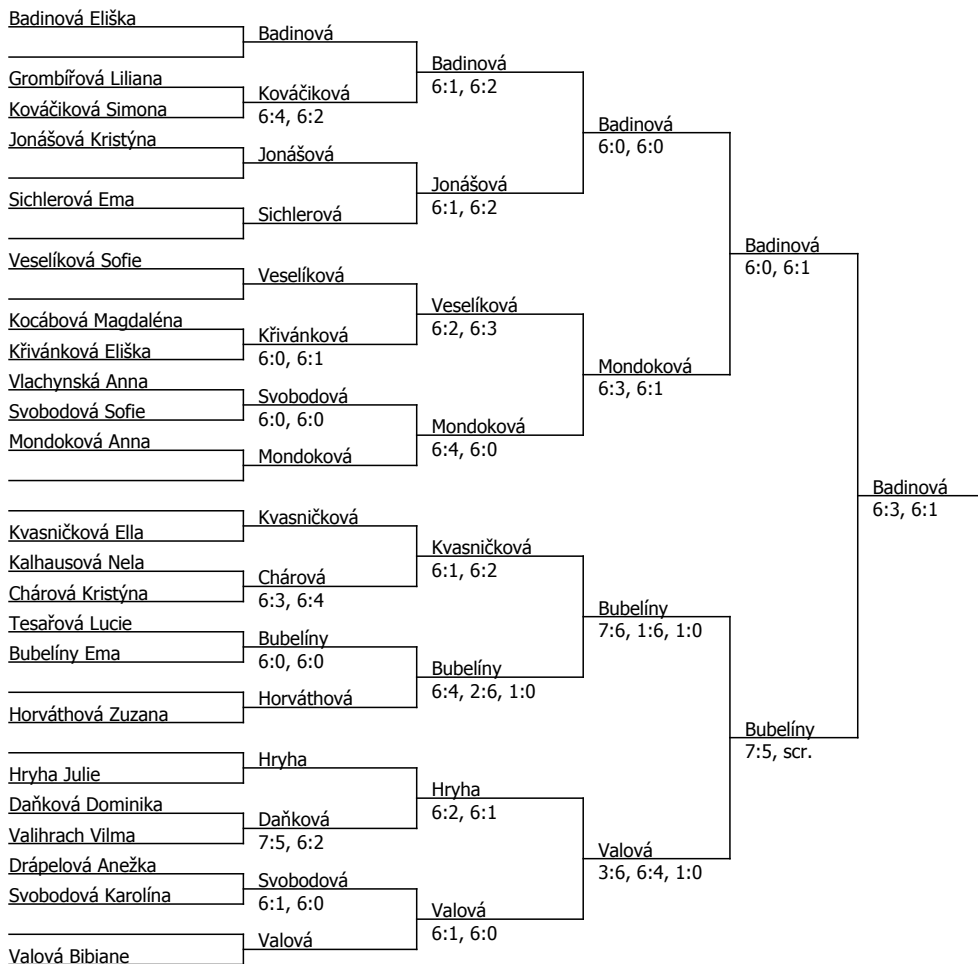 Badinová Eliška
Badinová
Badinová
6:1, 6:2
Grombířová Liliana
Kováčiková
6:4, 6:2
Kováčiková Simona
Badinová
6:0, 6:0
Jonášová Kristýna
Jonášová
Jonášová
6:1, 6:2
Sichlerová Ema
Sichlerová
Badinová
6:0, 6:1
Veselíková Sofie
Veselíková
Veselíková
6:2, 6:3
Kocábová Magdaléna
Křivánková
6:0, 6:1
Křivánková Eliška
Mondoková
6:3, 6:1
Vlachynská Anna
Svobodová
6:0, 6:0
Svobodová Sofie
Mondoková
6:4, 6:0
Mondoková Anna
Mondoková
Badinová
6:3, 6:1
Kvasničková
Kvasničková Ella
Kvasničková
6:1, 6:2
Kalhausová Nela
Chárová
6:3, 6:4
Chárová Kristýna
Bubelíny
7:6, 1:6, 1:0
Tesařová Lucie
Bubelíny
6:0, 6:0
Bubelíny Ema
Bubelíny
6:4, 2:6, 1:0
Horváthová
Horváthová Zuzana
Bubelíny
7:5, scr.
Hryha
Hryha Julie
Hryha
6:2, 6:1
Daňková Dominika
Daňková
7:5, 6:2
Valihrach Vilma
Valová
3:6, 6:4, 1:0
Drápelová Anežka
Svobodová
6:1, 6:0
Svobodová Karolína
Valová
6:1, 6:0
Valová
Valová Bibiane